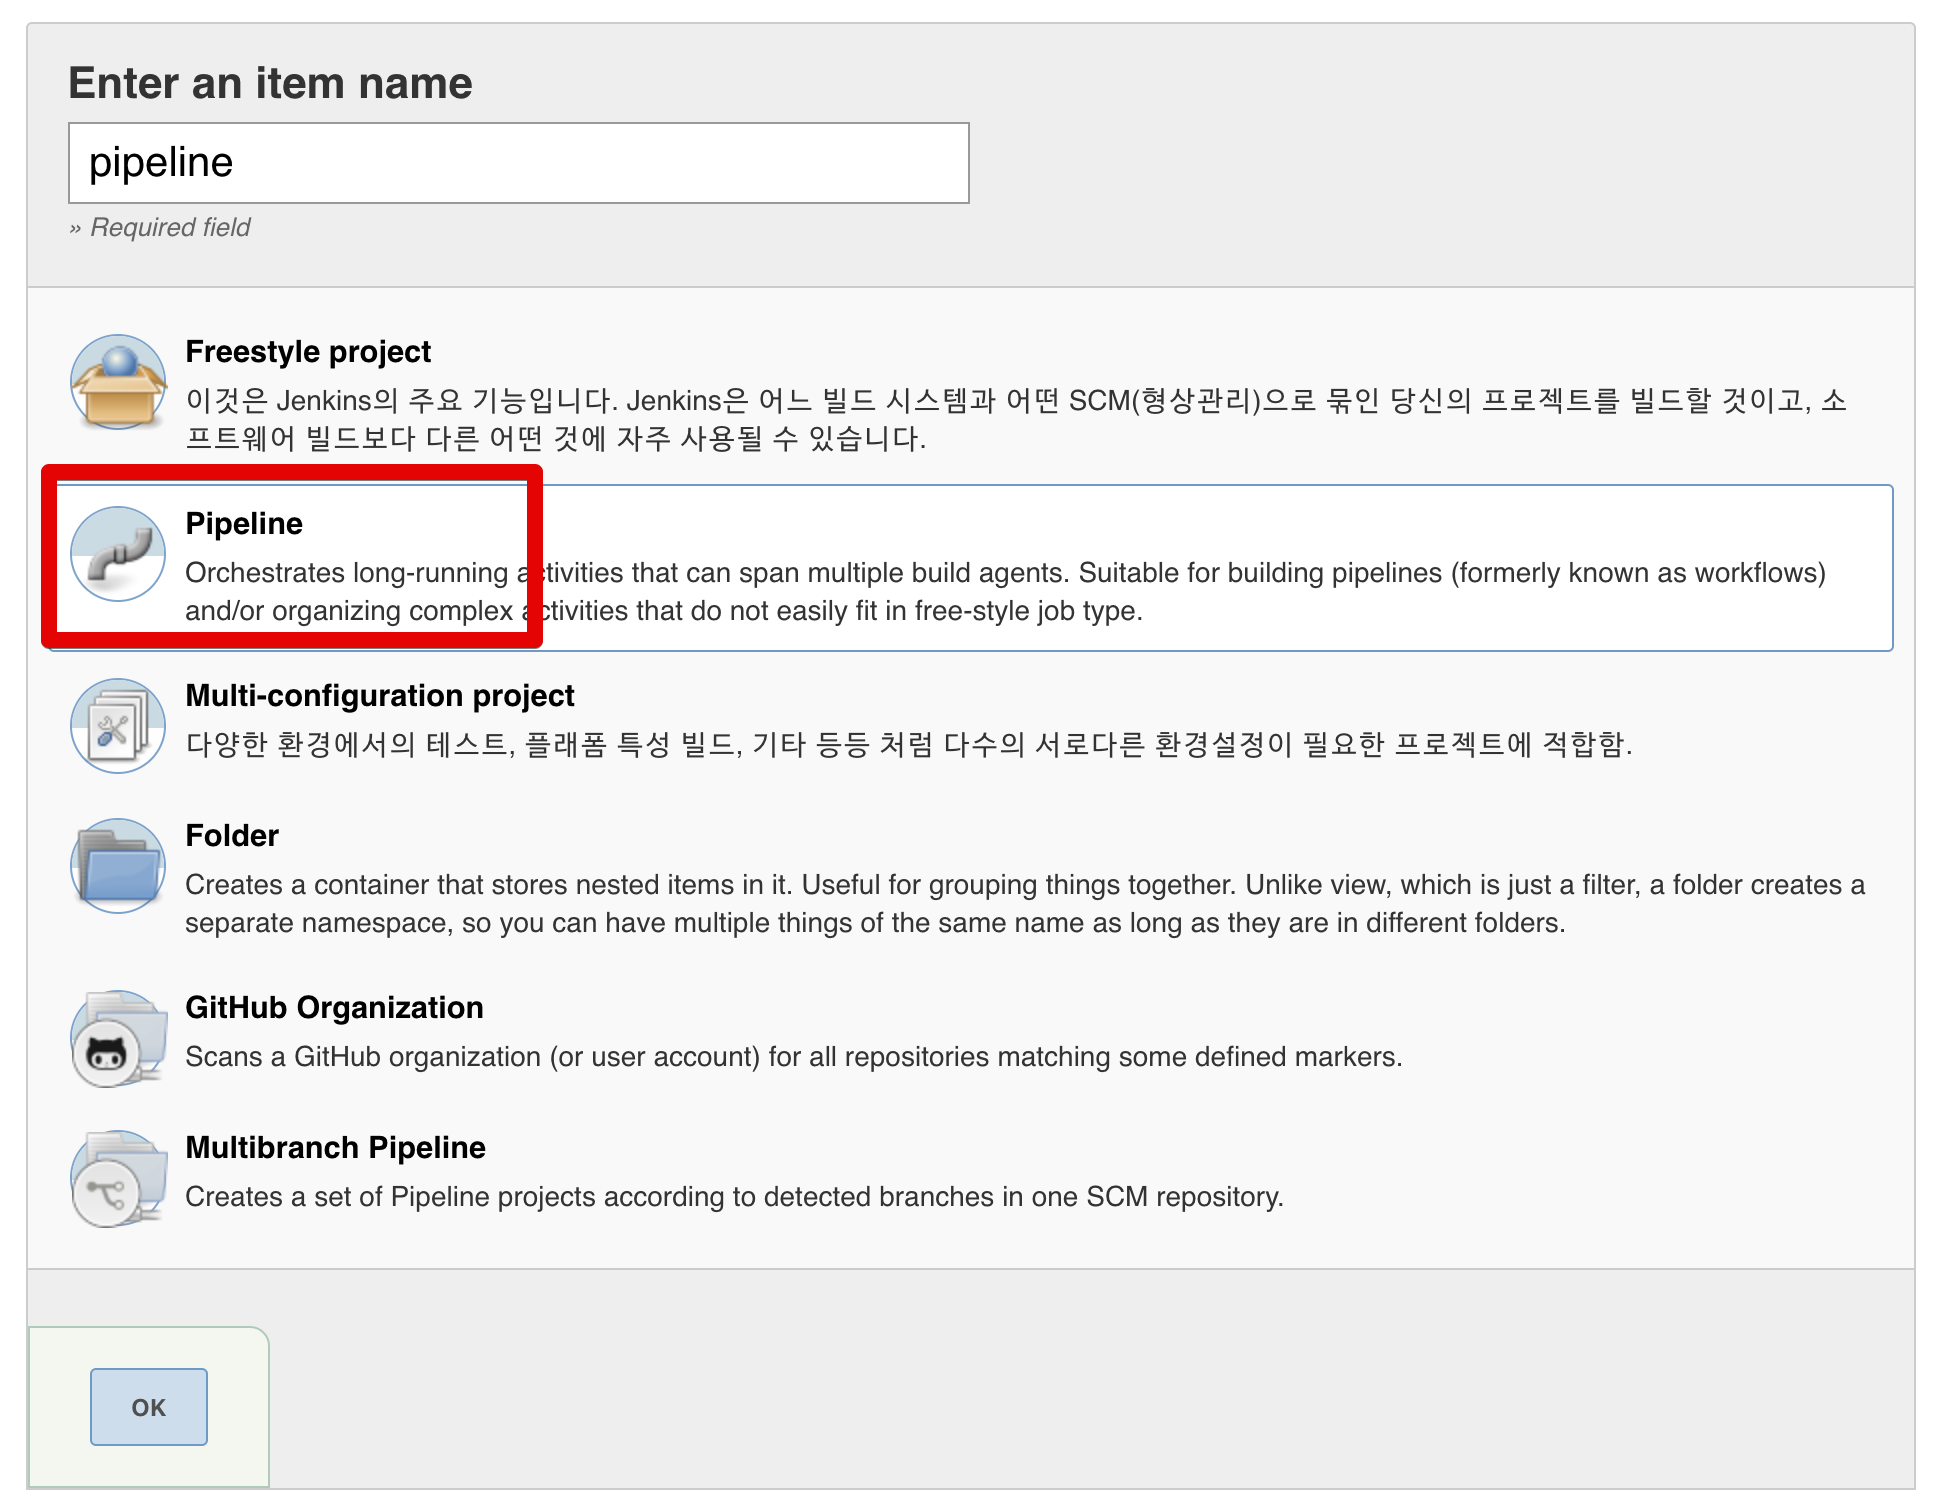 Enter an item name
pipeline
» Required field
Freestyle project
이것은 Jenkins의 주요 기능입니다. Jenkins은 어느 빌드 시스템과 어떤 SCM(형상관리)으로 묶인 당신의 프로젝트를 빌드할 것이고, 소
프트웨어 빌드보다 다른 어떤 것에 자주 사용될 수 있습니다.
Pipeline
Orchestrates long-running activities that can span multiple build agents. Suitable for building pipelines (formerly known as workflows)
and/or organizing complex activities that do not easily fit in free-style job type.
Multi-configuration project
다양한 환경에서의 테스트, 플래폼 특성 빌드, 기타 등등 처럼 다수의 서로다른 환경설정이 필요한 프로젝트에 적합함.
Folder
Creates a container that stores nested items in it. Useful for grouping things together. Unlike view, which is just a filter, a folder creates a
separate namespace, so you can have multiple things of the same name as long as they are in different folders.
GitHub Organization
Scans a GitHub organization (or user account) for all repositories matching some defined markers.
Multibranch Pipeline
Creates a set of Pipeline projects according to detected branches in one SCM repository.
OK